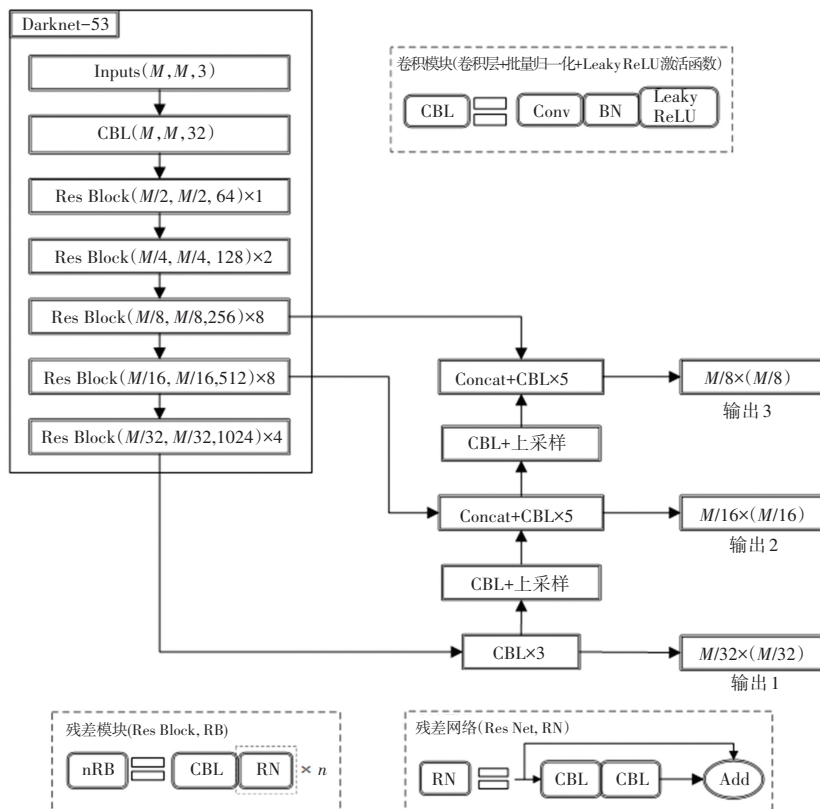 Darknet-53
Inputs(M, M, 3)
CBL(M, M, 32)
Res Block(M/2, M/2, 64)×1
Res Block(M/4, M/4, 128)×2
Res Block(M/8, M/8,256)×8
Res Block(M/16, M/16,512)×8
Res Block(M/32, M/32,1024)×4
卷积模块(卷积层+批量归一化+Leaky ReLU激活函数)
CBL
Conv
BN
Leaky
ReLU
Concat+CBL×5
M/8×(M/8)
输出3
CBL+上采样
Concat+CBL×5
M/16×(M/16)
输出2
CBL+上采样
CBL×3
M/32×(M/32)
输出1
残差模块(Res Block, RB)
nRB
CBL
RN
× n
残差网络(Res Net, RN)
RN
CBL
CBL
Add